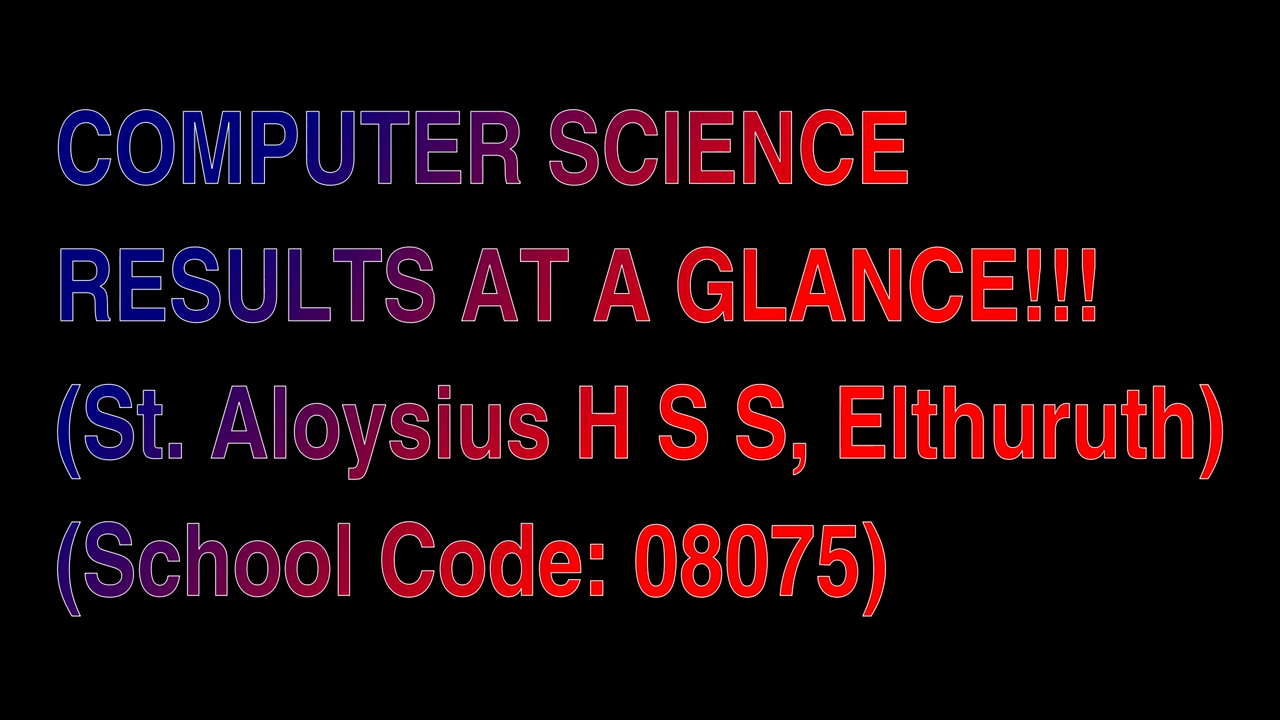 COMPUTER SCIENCE
RESULTS AT A GLANCE!!!
(St. Aloysius H S S, Elthuruth)
(School Code: 08075)